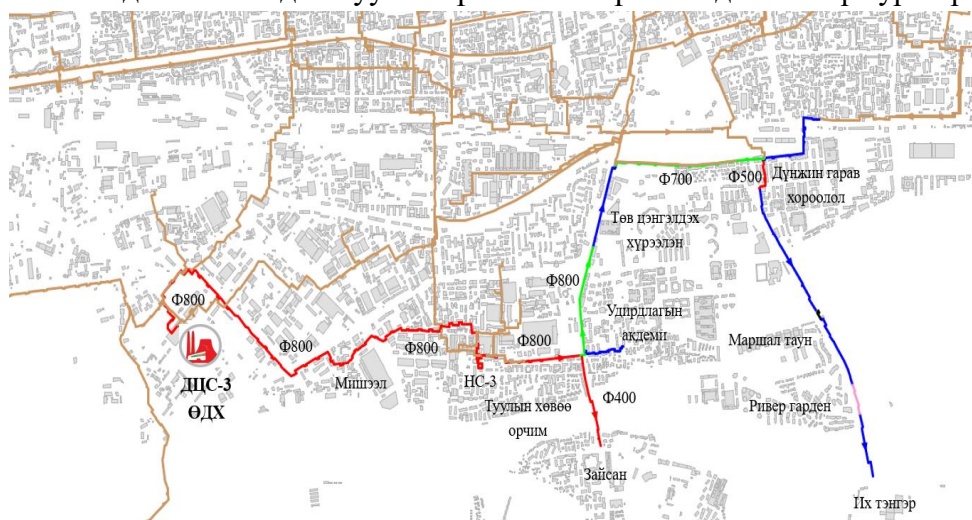 Ф700
Ф500
Дүнжин гарав
хороолол
Төв цэнгэлдэх
хүрээлэн
Ф800
Ф800
Удирдлагын
академи
Ф800
Ф800
Ф800
Маршал таун
Мишээл
НС-3
ДЦС-3
ӨДХ
Ф400
Туулын хөвөө
орчим
Ривер гарден
Зайсан
Их тэнгэр